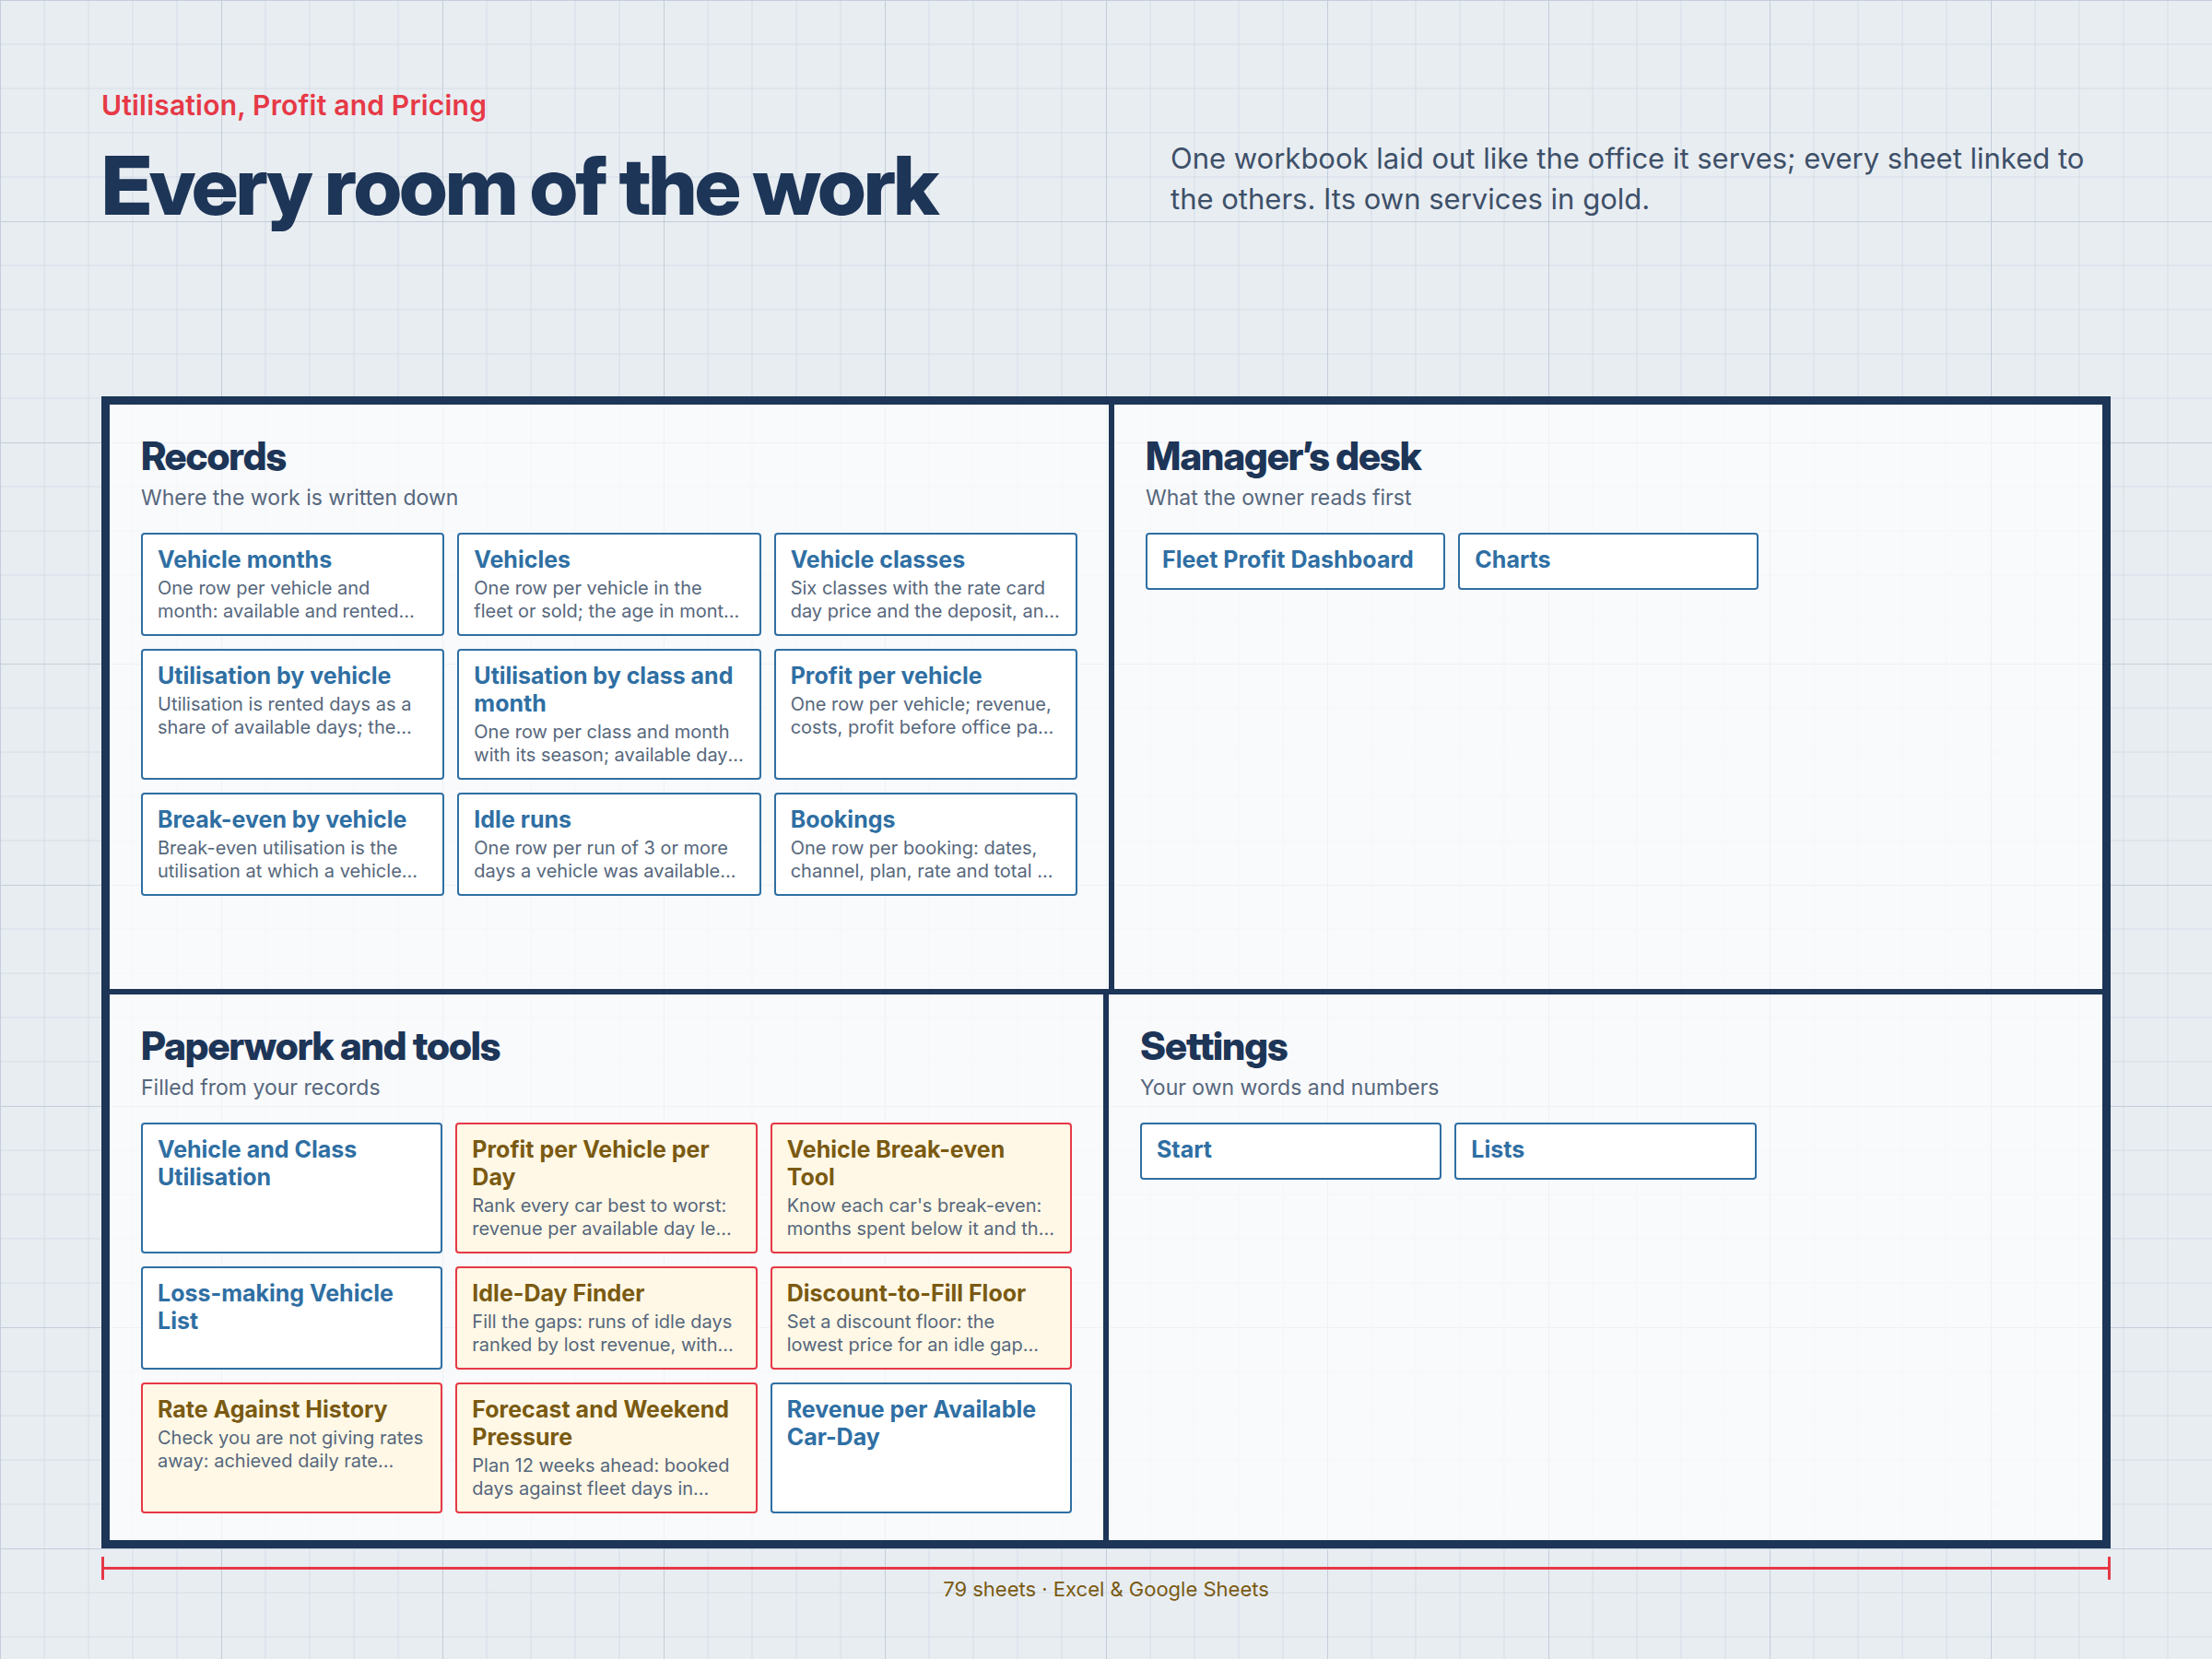 Utilisation, Profit and Pricing
Every room of the work
One workbook laid out like the office it serves; every sheet linked to
the others. Its own services in gold.
Records
Where the work is written down
Vehicle months
One row per vehicle and
month: available and rented...
Vehicles
One row per vehicle in the
fleet or sold; the age in mont...
Vehicle classes
Six classes with the rate card
day price and the deposit, an...
Utilisation by vehicle
Utilisation is rented days as a
share of available days; the...
Utilisation by class and
month
One row per class and month
with its season; available day...
Profit per vehicle
One row per vehicle; revenue,
costs, profit before office pa...
Break-even by vehicle
Break-even utilisation is the
utilisation at which a vehicle...
Idle runs
One row per run of 3 or more
days a vehicle was available...
Bookings
One row per booking: dates,
channel, plan, rate and total ...
Manager’s desk
What the owner reads first
Fleet Profit Dashboard
Charts
Paperwork and tools
Filled from your records
Vehicle and Class
Utilisation
Profit per Vehicle per
Day
Rank every car best to worst:
revenue per available day le...
Vehicle Break-even
Tool
Know each car's break-even:
months spent below it and th...
Loss-making Vehicle
List
Idle-Day Finder
Fill the gaps: runs of idle days
ranked by lost revenue, with...
Discount-to-Fill Floor
Set a discount floor: the
lowest price for an idle gap...
Rate Against History
Check you are not giving rates
away: achieved daily rate...
Forecast and Weekend
Pressure
Plan 12 weeks ahead: booked
days against fleet days in...
Revenue per Available
Car-Day
Settings
Your own words and numbers
Start
Lists
79 sheets · Excel & Google Sheets